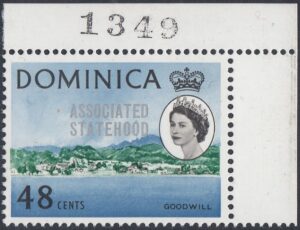 1349
DOMINICA
ASSOCIATED
STATEHOOD
48 CENTS
GOODWILL